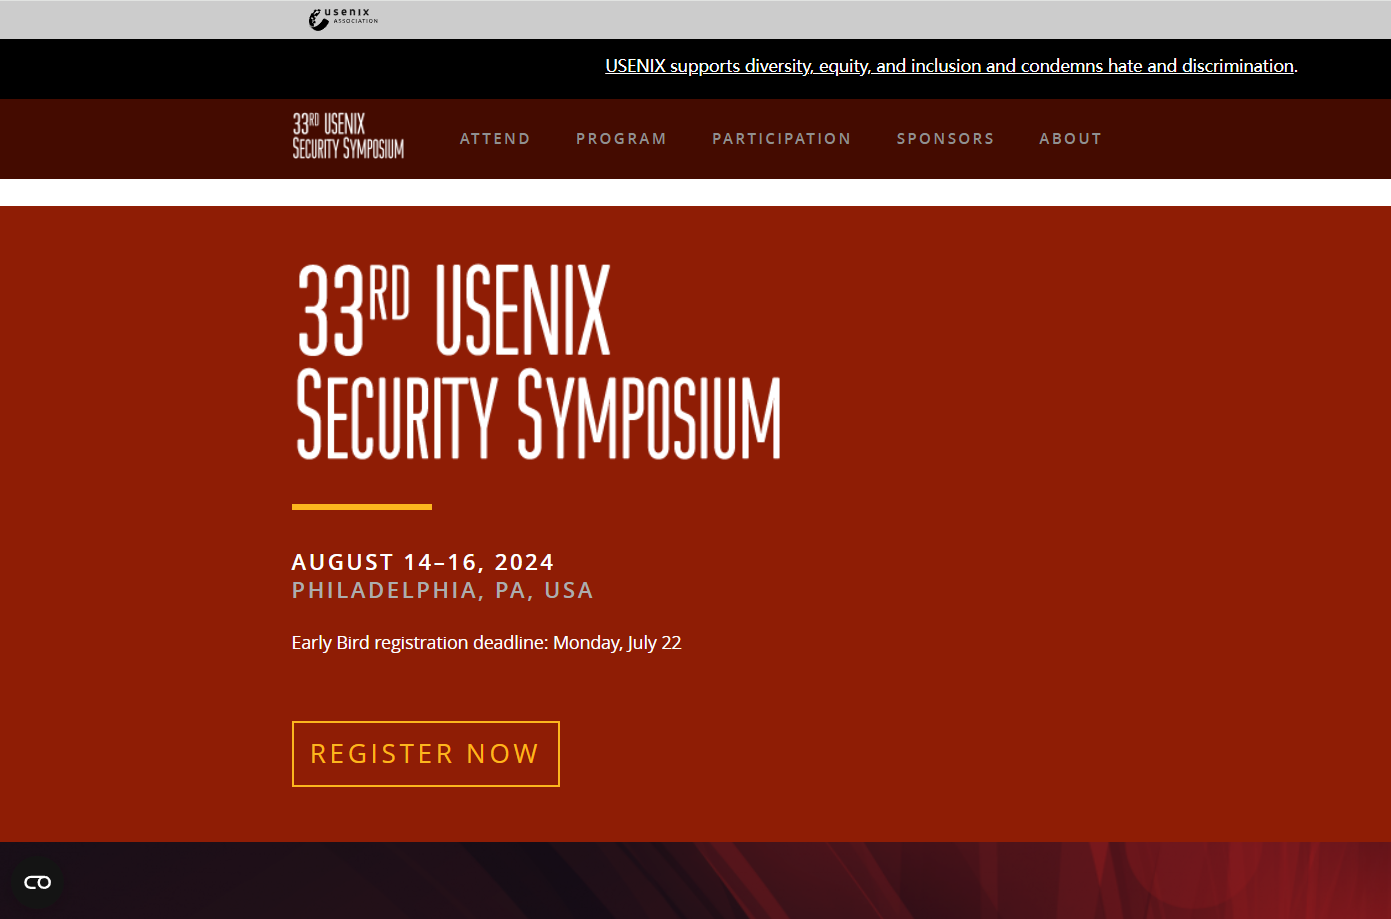 usenix
ASSOCIATION
USENIX supports diversity, equity, and inclusion and condemns hate and discrimination.
33RD USENIX
SECURITY SYMPOSIUM
ATTEND PROGRAM PARTICIPATION SPONSORS ABOUT
33RD USENIX
SECURITY SYMPOSIUM
AUGUST 14–16, 2024
PHILADELPHIA, PA, USA
Early Bird registration deadline: Monday, July 22
REGISTER NOW